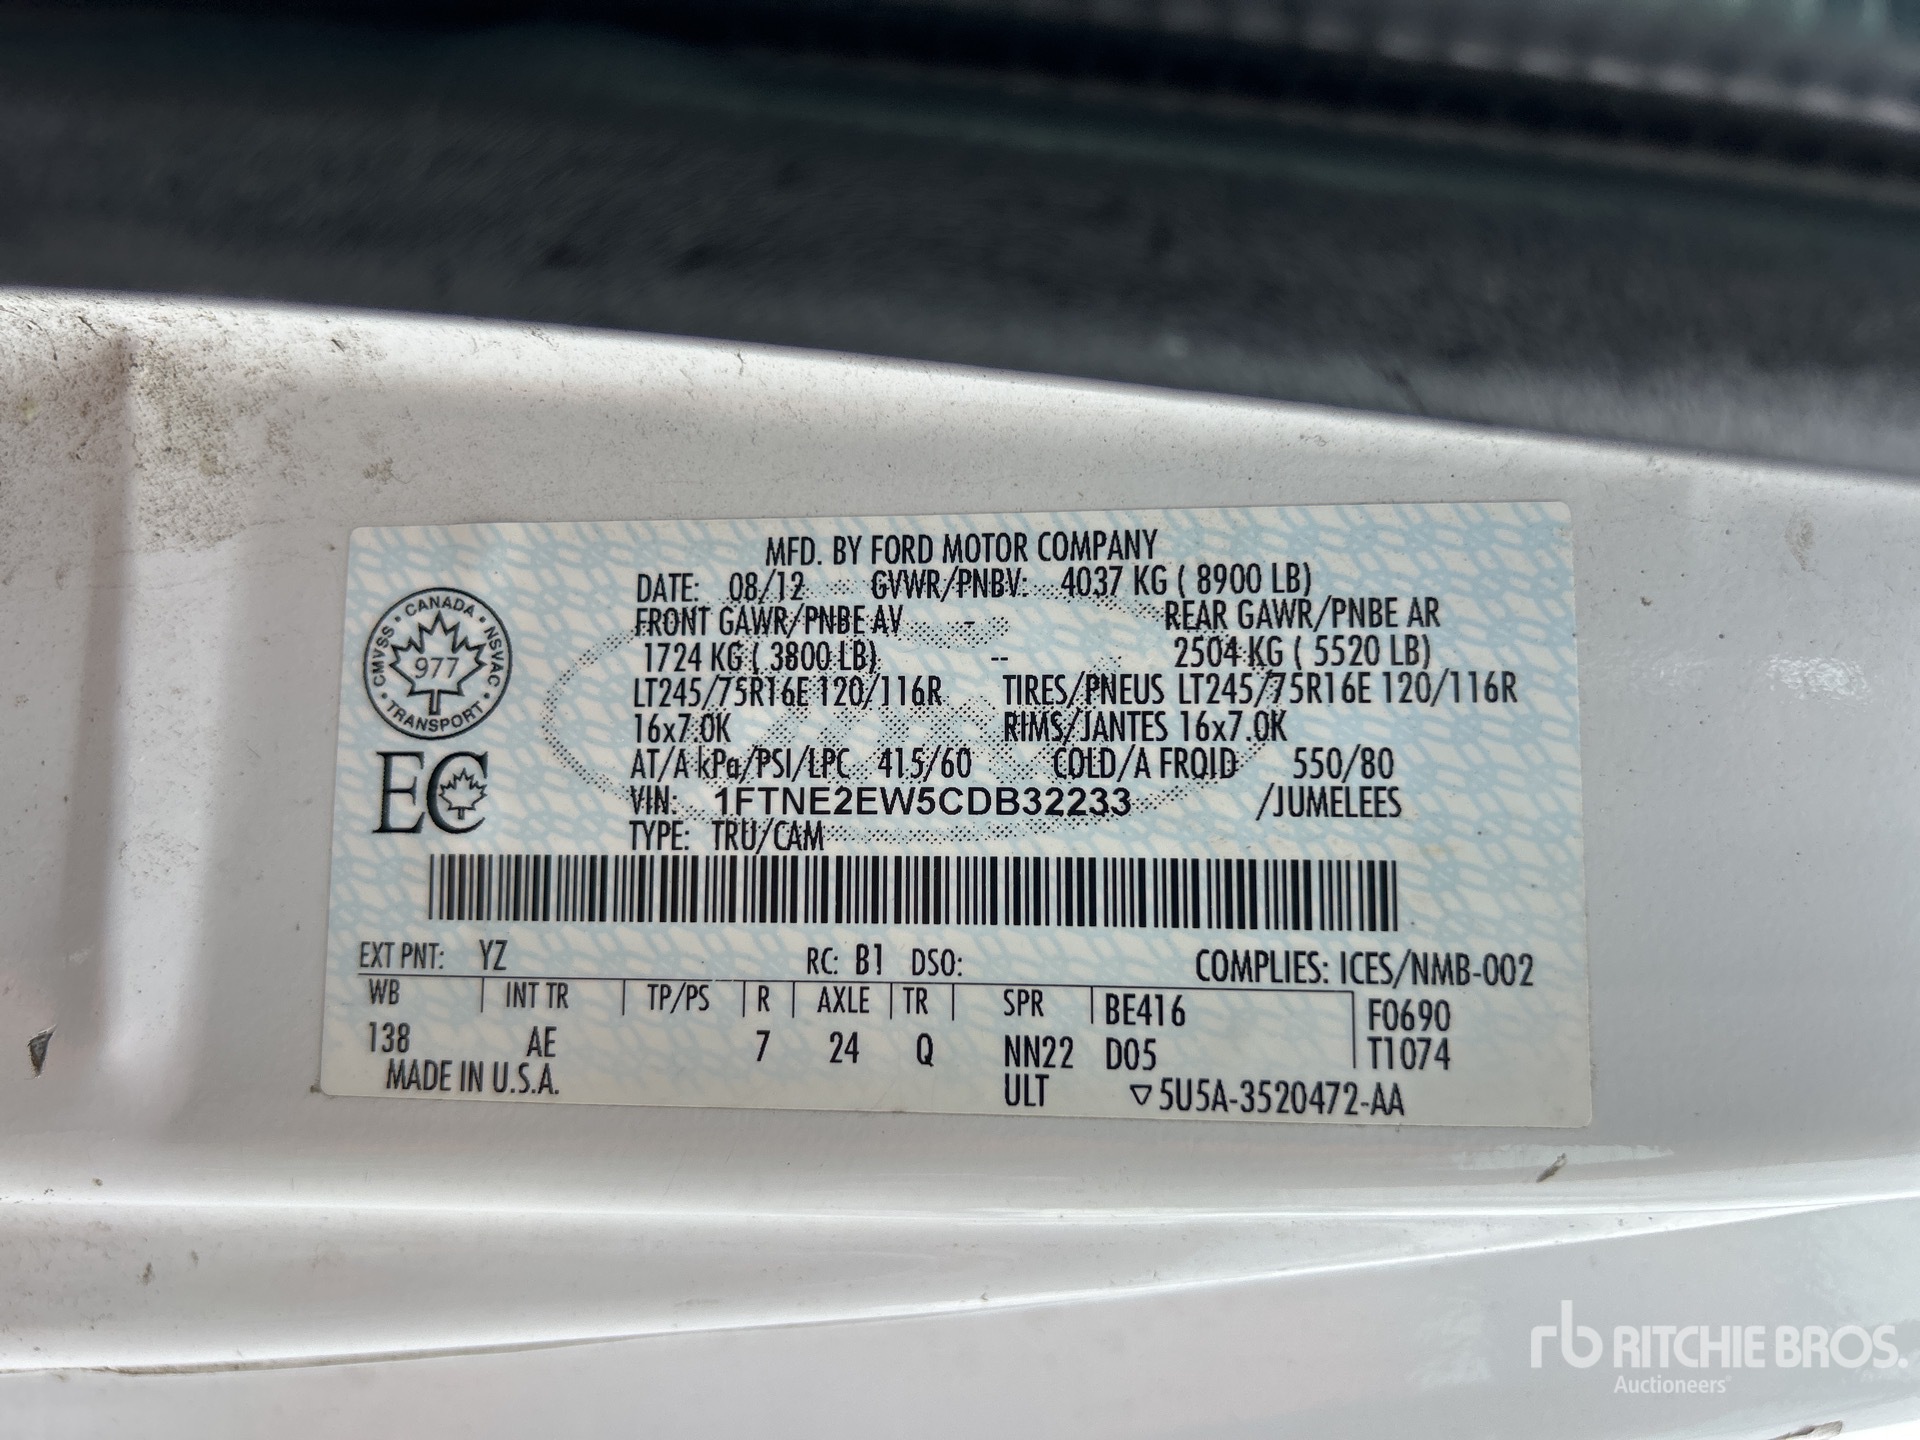 MFD. BY FORD MOTOR COMPANY
DATE: 08/12 GVWR/PNBV: 4037 KG ( 8900 LB)
FRONT GAWR/PNBE AV - REAR GAWR/PNBE AR
1724 KG ( 3800 LB) -- 2504 KG ( 5520 LB)
LT245/75R16E 120/116R TIRES/PNEUS LT245/75R16E 120/116R
16x7.0K RIMS/JANTES 16x7.0K
AT/A kPa/PSI/LPC 415/60 COLD/A FROID 550/80
VIN: 1FTNE2EW5CDB32233 /JUMELEES
TYPE: TRU/CAM
CANADA
CMVSS
NSVAC
977
TRANSPORT
EC
EXT PNT: YZ RC: B1 DSO: COMPLIES: ICES/NMB-002
WB INT TR TP/PS R AXLE TR SPR BE416 F0690
138 AE 7 24 Q NN22 D05 T1074
MADE IN U.S.A. ULT ▽5U5A-3520472-AA
rb RITCHIE BROS.
Auctioneers